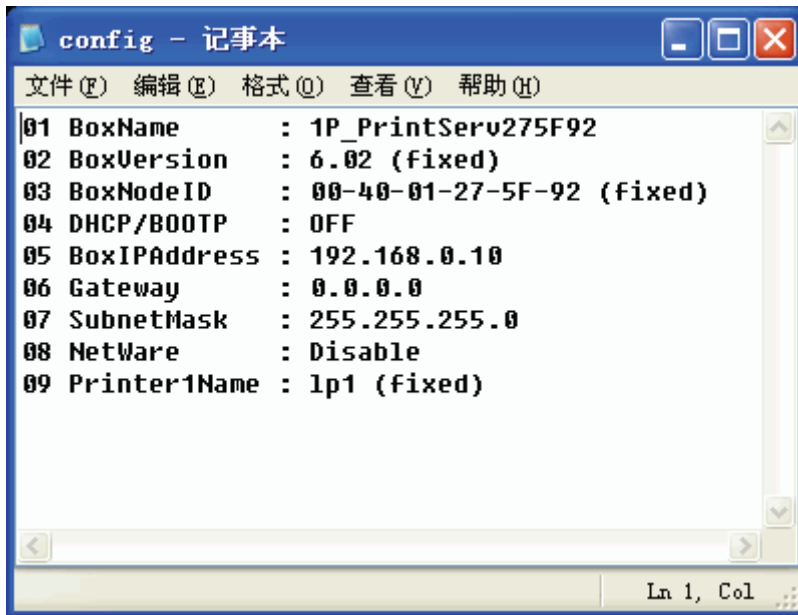 config - 记事本
文件(F) 编辑(E) 格式(O) 查看(V) 帮助(H)
01 BoxName       : 1P_PrintServ275F92
02 BoxVersion    : 6.02 (fixed)
03 BoxNodeID     : 00-40-01-27-5F-92 (fixed)
04 DHCP/BOOTP    : OFF
05 BoxIPAddress  : 192.168.0.10
06 Gateway       : 0.0.0.0
07 SubnetMask    : 255.255.255.0
08 NetWare       : Disable
09 Printer1Name  : lp1 (fixed)
Ln 1, Col